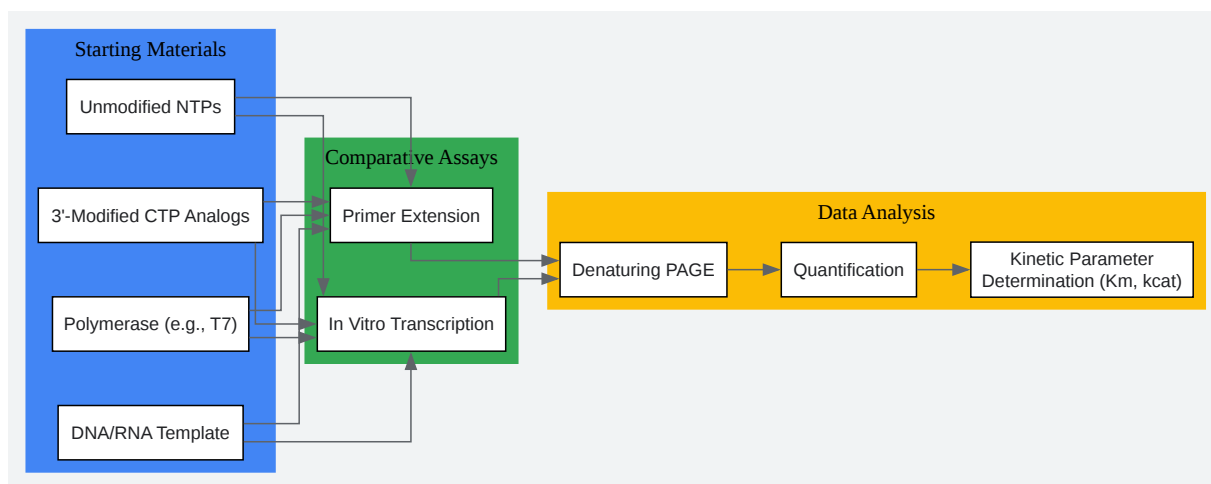 Starting Materials
Unmodified NTPs
3'-Modified CTP Analogs
Polymerase (e.g., T7)
DNA/RNA Template
Comparative Assays
Primer Extension
In Vitro Transcription
Data Analysis
Denaturing PAGE
Quantification
Kinetic Parameter
Determination (Km, kcat)